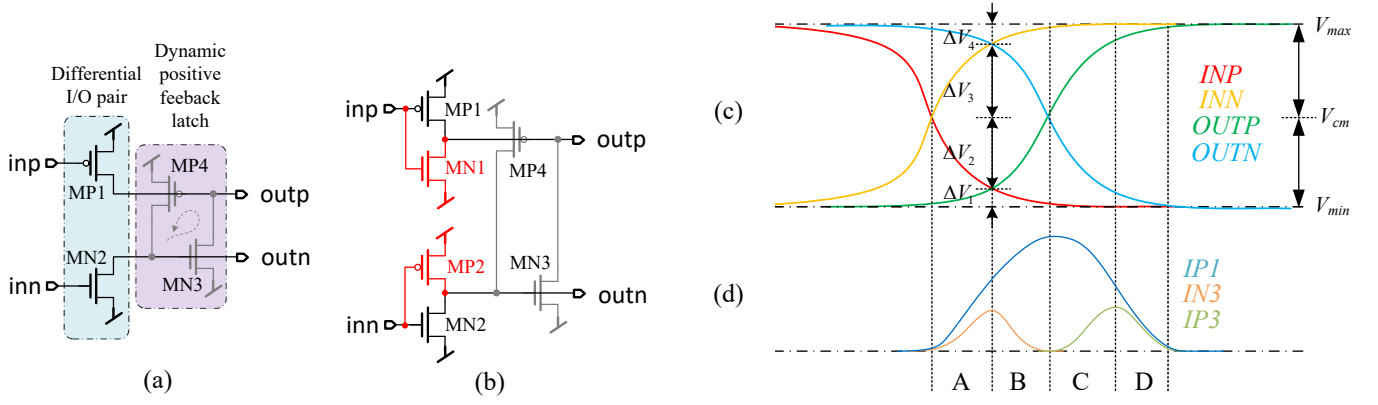 Differential
I/O pair
Dynamic
positive
feeback
latch
inp
MP1
MP4
outp
MN2
outn
inn
MN3
(a)
inp
MP1
MN1
MP4
outp
MP2
MN3
inn
MN2
outn
(b)
(c)
ΔV4
ΔV3
ΔV2
ΔV1
Vmax
Vcm
Vmin
INP
INN
OUTP
OUTN
(d)
IP1
IN3
IP3
A B C D